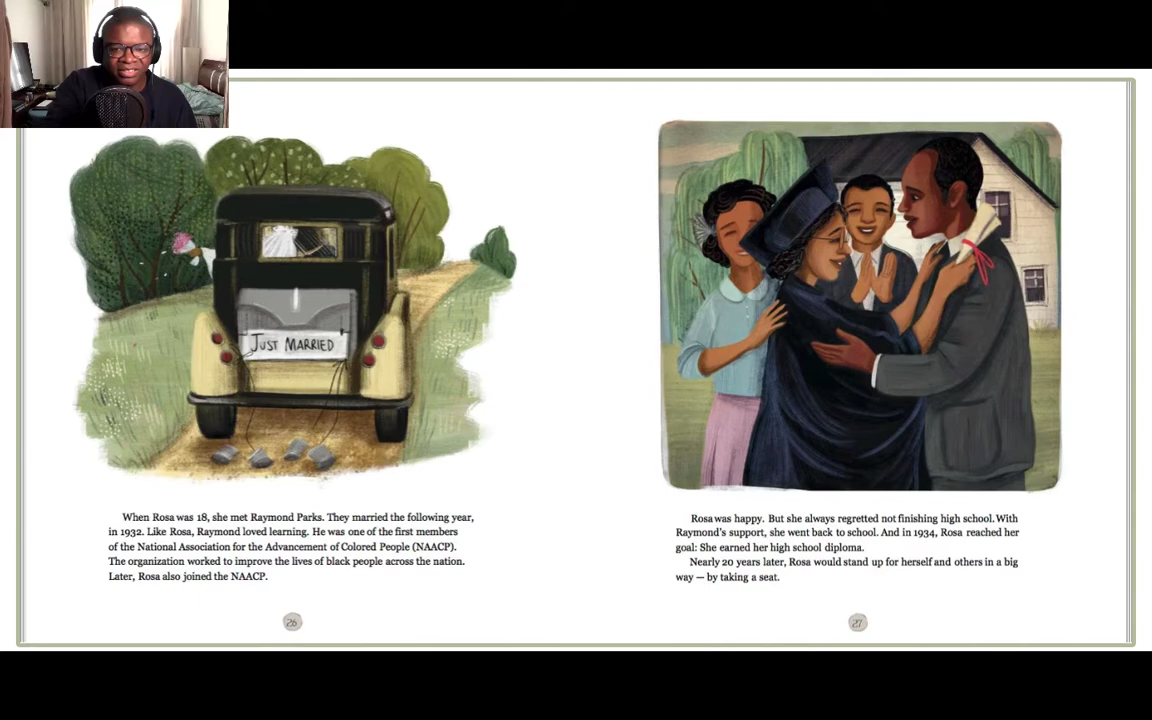 JUST MARRIED
When Rosa was 18, she met Raymond Parks. They married the following year,
in 1932. Like Rosa, Raymond loved learning. He was one of the first members
of the National Association for the Advancement of Colored People (NAACP).
The organization worked to improve the lives of black people across the nation.
Later, Rosa also joined the NAACP.
26
Rosa was happy. But she always regretted not finishing high school. With
Raymond's support, she went back to school. And in 1934, Rosa reached her
goal: She earned her high school diploma.
Nearly 20 years later, Rosa would stand up for herself and others in a big
way — by taking a seat.
27